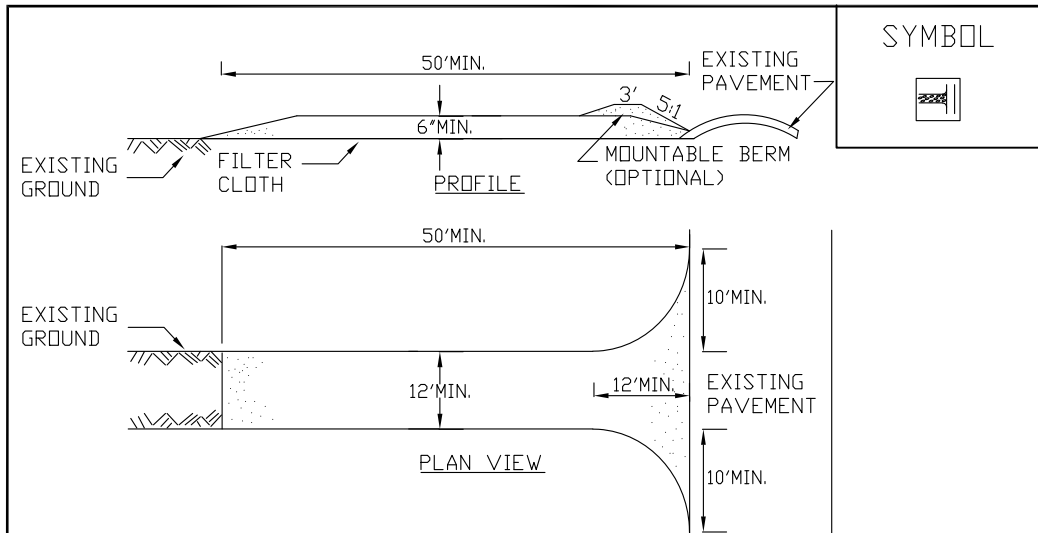 SYMBOL
50'MIN.
EXISTING
PAVEMENT
3'
5:1
6"MIN.
EXISTING
GROUND
FILTER
CLOTH
PROFILE
MOUNTABLE BERM
(OPTIONAL)
50'MIN.
10'MIN.
EXISTING
GROUND
12'MIN.
12'MIN.
EXISTING
PAVEMENT
PLAN VIEW
10'MIN.